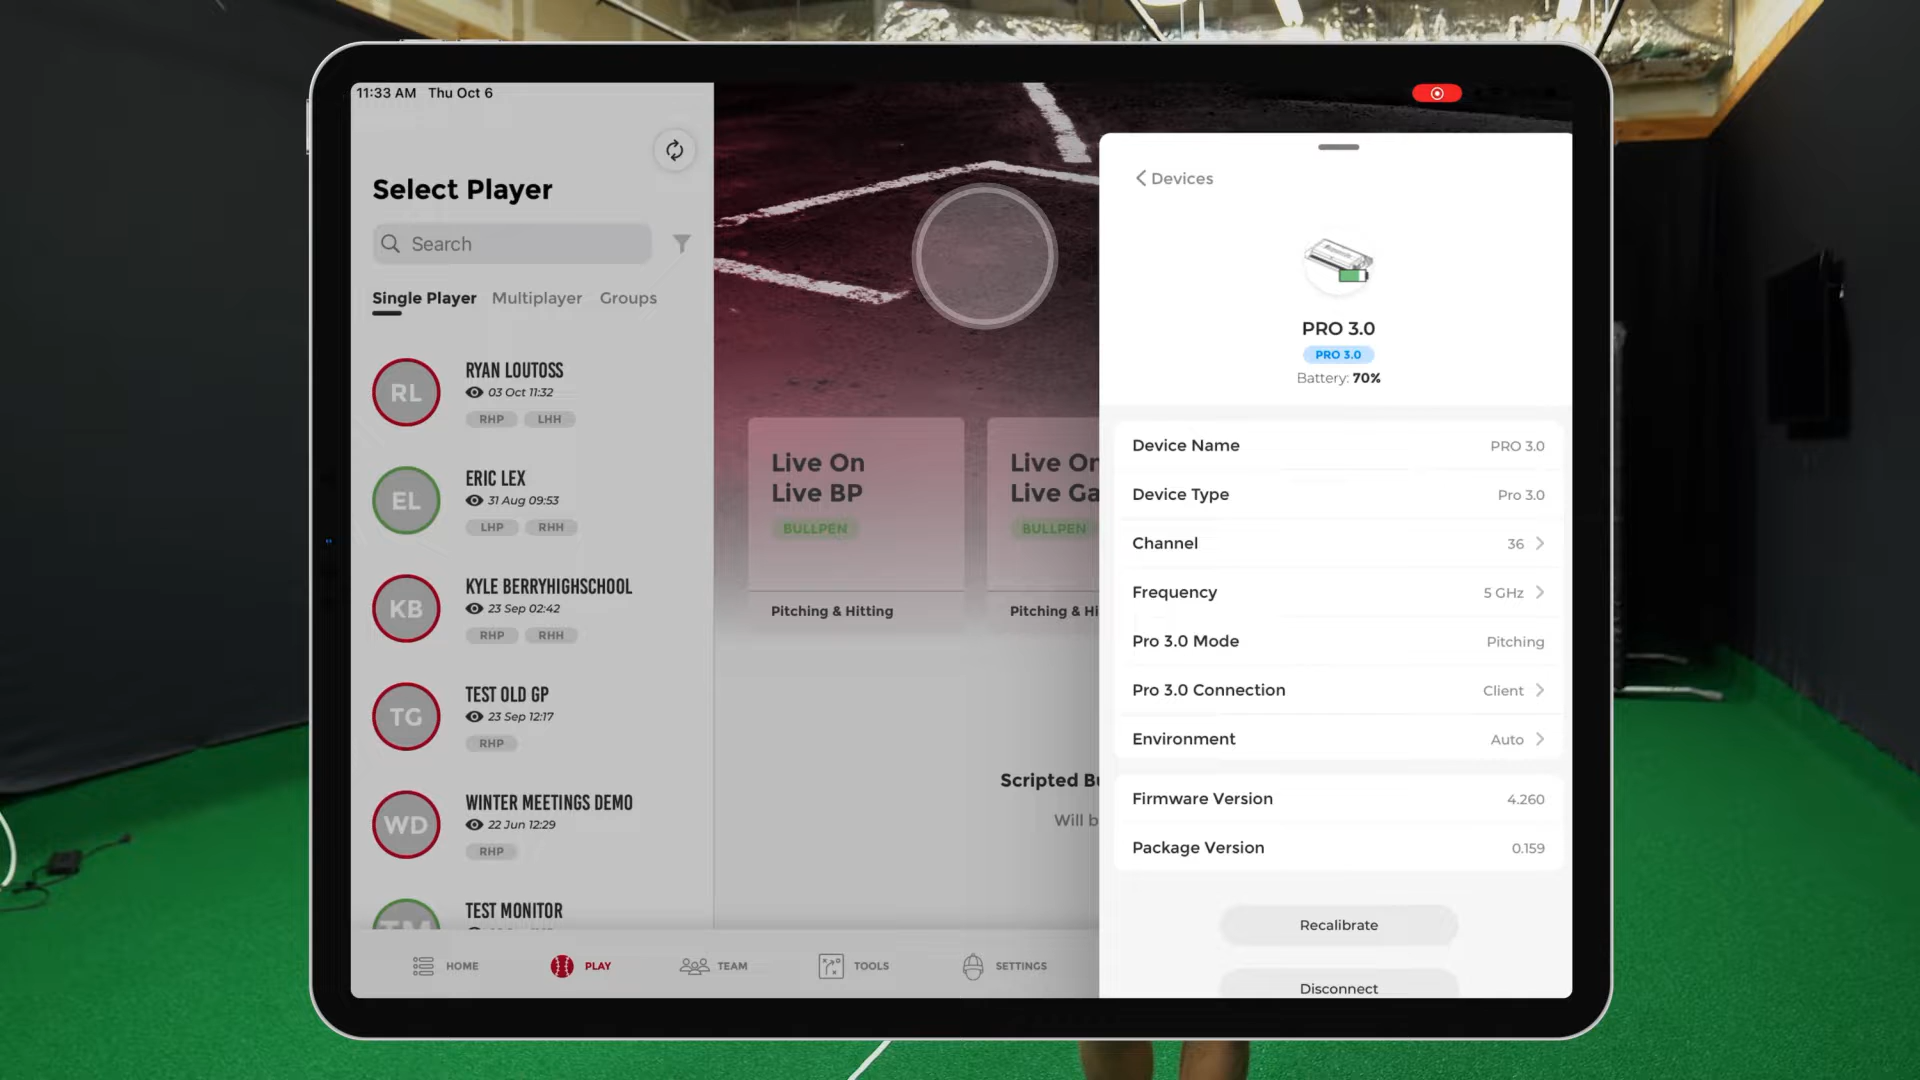 11:33 AM Thu Oct 6
Select Player
Search
Single Player Multiplayer Groups
RL
RYAN LOUTOSS
03 Oct 11:32
RHP LHH
EL
ERIC LEX
31 Aug 09:53
LHP RHH
KB
KYLE BERRYHIGHSCHOOL
23 Sep 02:42
RHP RHH
TG
TEST OLD GP
23 Sep 12:17
RHP
WD
WINTER MEETINGS DEMO
22 Jun 12:29
RHP
TM
TEST MONITOR
Live On
Live BP
BULLPEN
Pitching & Hitting
Live On
Live Ga
BULLPEN
Pitching & Hi
Scripted Bu
Will b
HOME PLAY TEAM TOOLS SETTINGS
Devices
PRO 3.0
PRO 3.0
Battery: 70%
Device Name PRO 3.0
Device Type Pro 3.0
Channel 36
Frequency 5 GHz
Pro 3.0 Mode Pitching
Pro 3.0 Connection Client
Environment Auto
Firmware Version 4.260
Package Version 0.159
Recalibrate
Disconnect